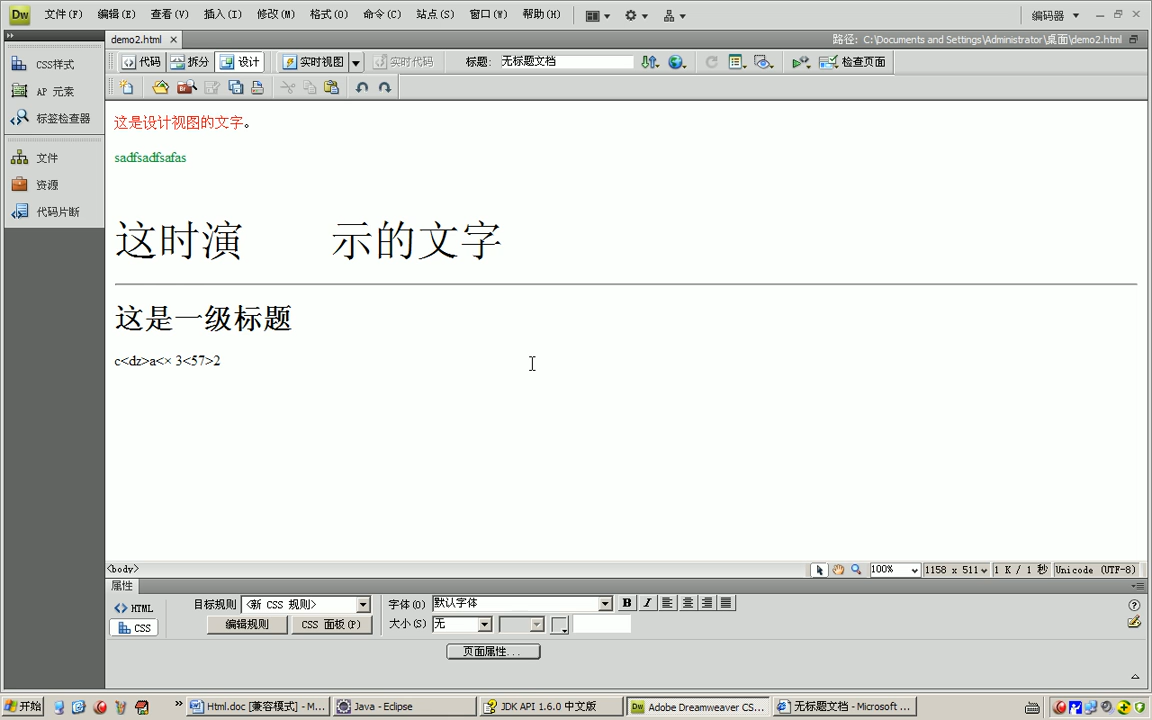 Dw 文件(F) 编辑(E) 查看(V) 插入(I) 修改(M) 格式(O) 命令(C) 站点(S) 窗口(W) 帮助(H) 编码器
demo2.html 路径: C:\Documents and Settings\Administrator\桌面\demo2.html
代码 拆分 设计 实时视图 实时代码 标题: 无标题文档 检查页面
CSS样式
AP 元素
标签检查器
文件
资源
代码片断
这是设计视图的文字。
sadfsadfsafas
这时演 示的文字
这是一级标题
c<dz>a<× 3<57>2
<body> 100% 1158 x 511 1 K / 1 秒 Unicode (UTF-8)
属性
<> HTML 目标规则 <新 CSS 规则> 字体(O) 默认字体 B I
CSS 编辑规则 CSS 面板(P) 大小(S) 无
页面属性...
开始 Html.doc [兼容模式] - M... Java - Eclipse JDK API 1.6.0 中文版 Dw Adobe Dreamweaver CS... 无标题文档 - Microsoft ...